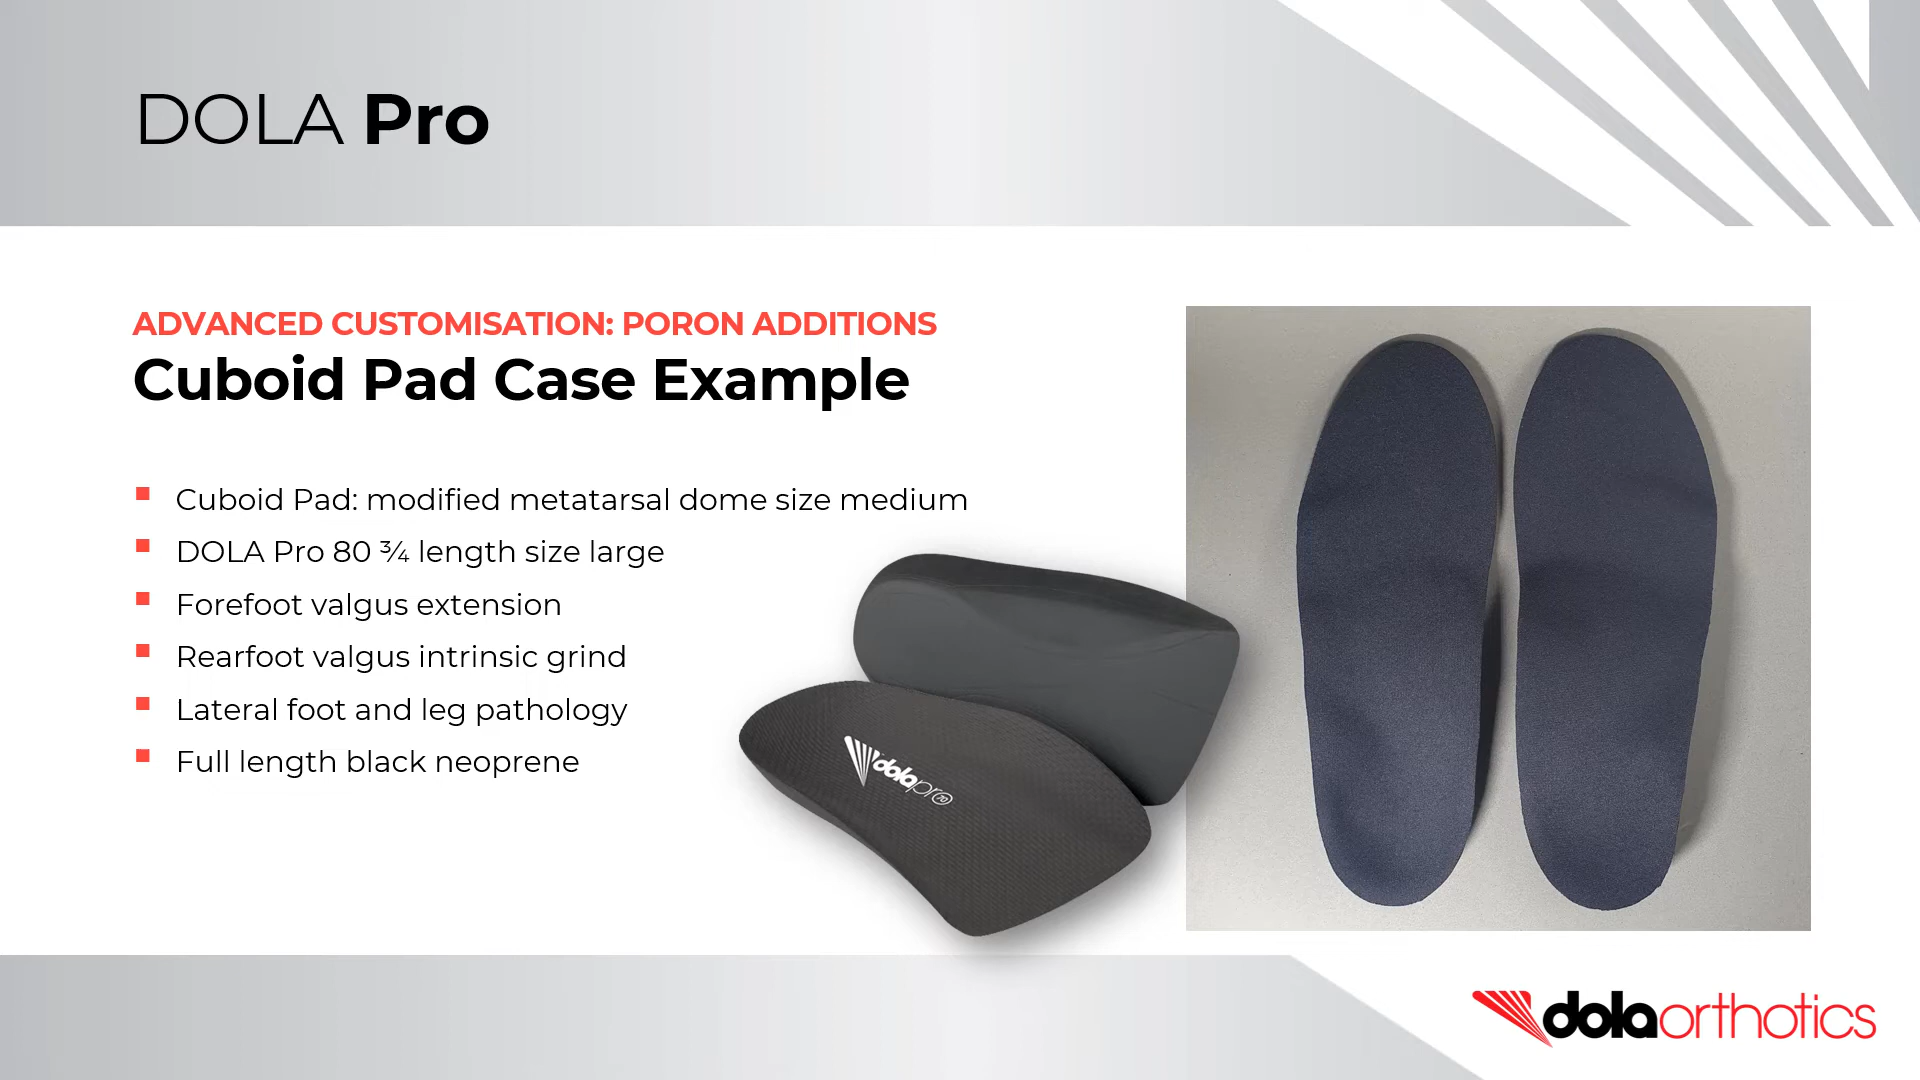 DOLA Pro
ADVANCED CUSTOMISATION: PORON ADDITIONS
Cuboid Pad Case Example
Cuboid Pad: modified metatarsal dome size medium
DOLA Pro 80 ¾ length size large
Forefoot valgus extension
Rearfoot valgus intrinsic grind
Lateral foot and leg pathology
Full length black neoprene
dolapro70
dolaorthotics